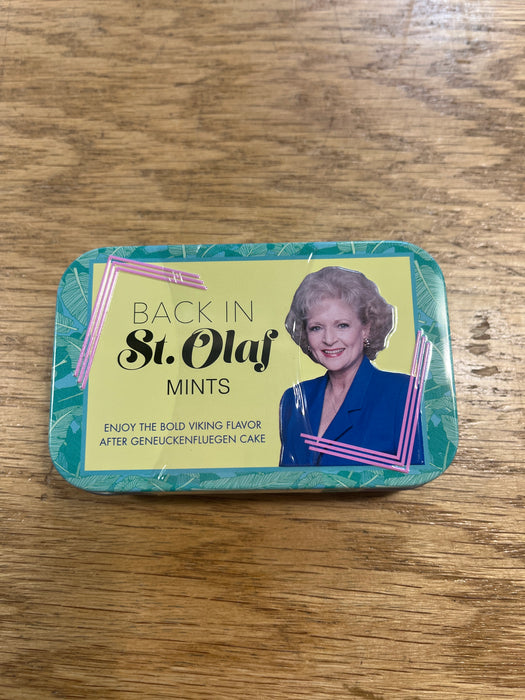 BACK IN
St. Olaf
MINTS
ENJOY THE BOLD VIKING FLAVOR
AFTER GENEUCKENFLUEGEN CAKE